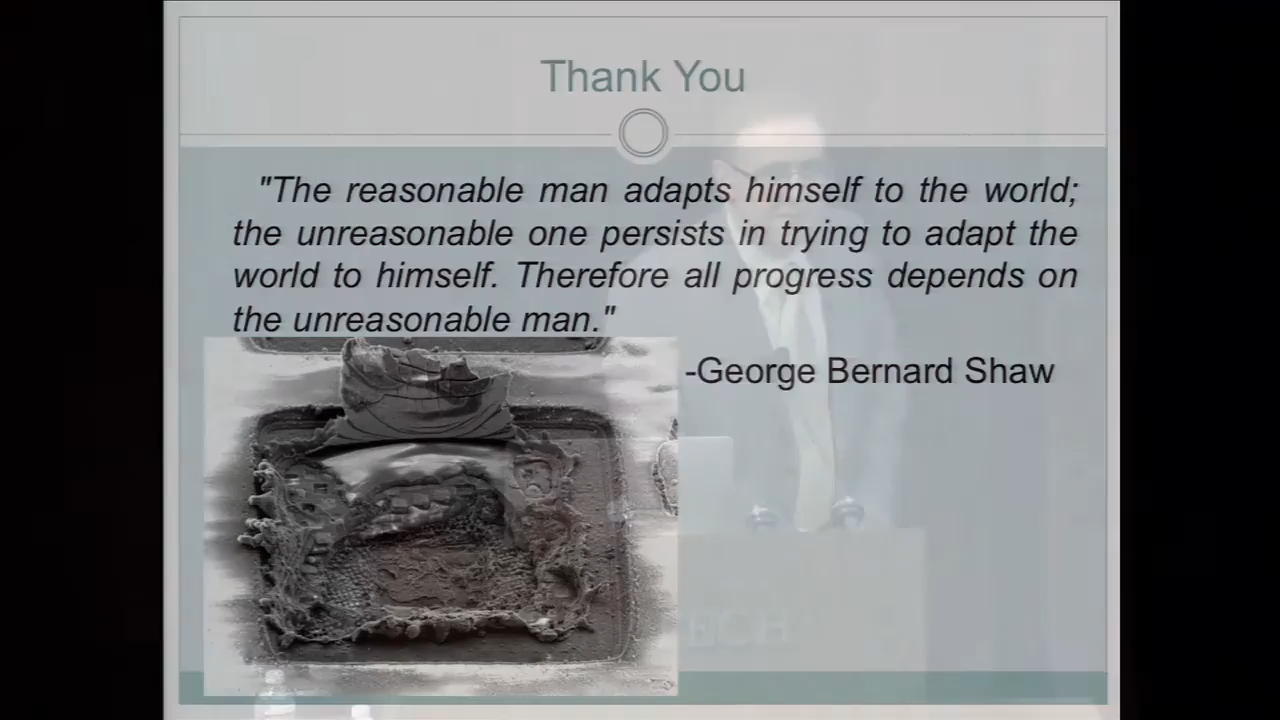 Thank You
"The reasonable man adapts himself to the world;
the unreasonable one persists in trying to adapt the
world to himself. Therefore all progress depends on
the unreasonable man."
-George Bernard Shaw